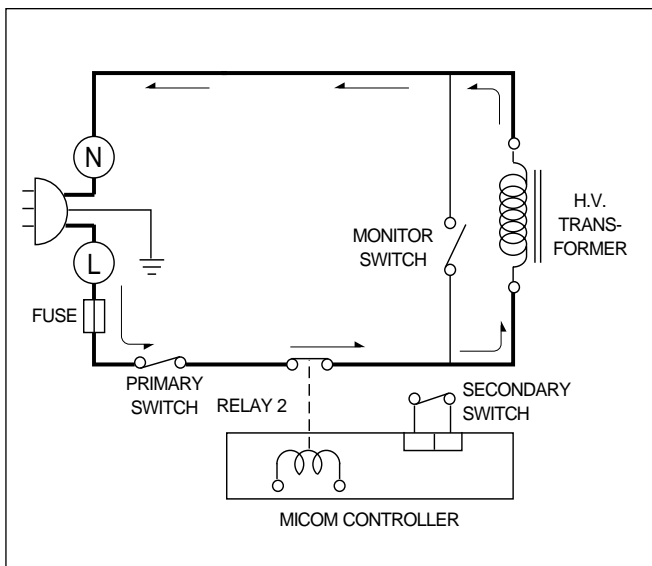 N
H.V.
TRANS-
FORMER
MONITOR
SWITCH
L
FUSE
PRIMARY
SWITCH
RELAY 2
SECONDARY
SWITCH
MICOM CONTROLLER